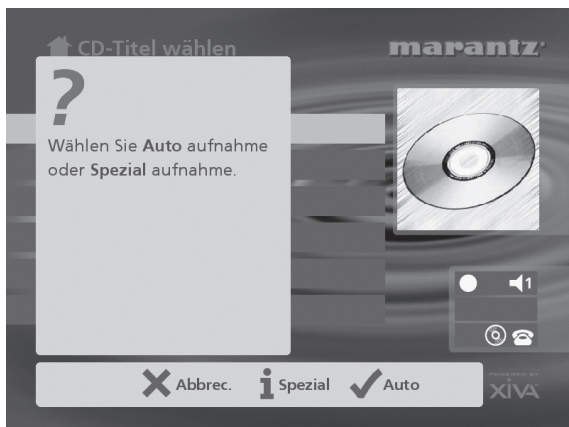 CD-Titel wählen
marantz
?
Wählen Sie Auto aufnahme
oder Spezial aufnahme.
1
Abbrec. i Spezial Auto
POWERED BY
XiVA